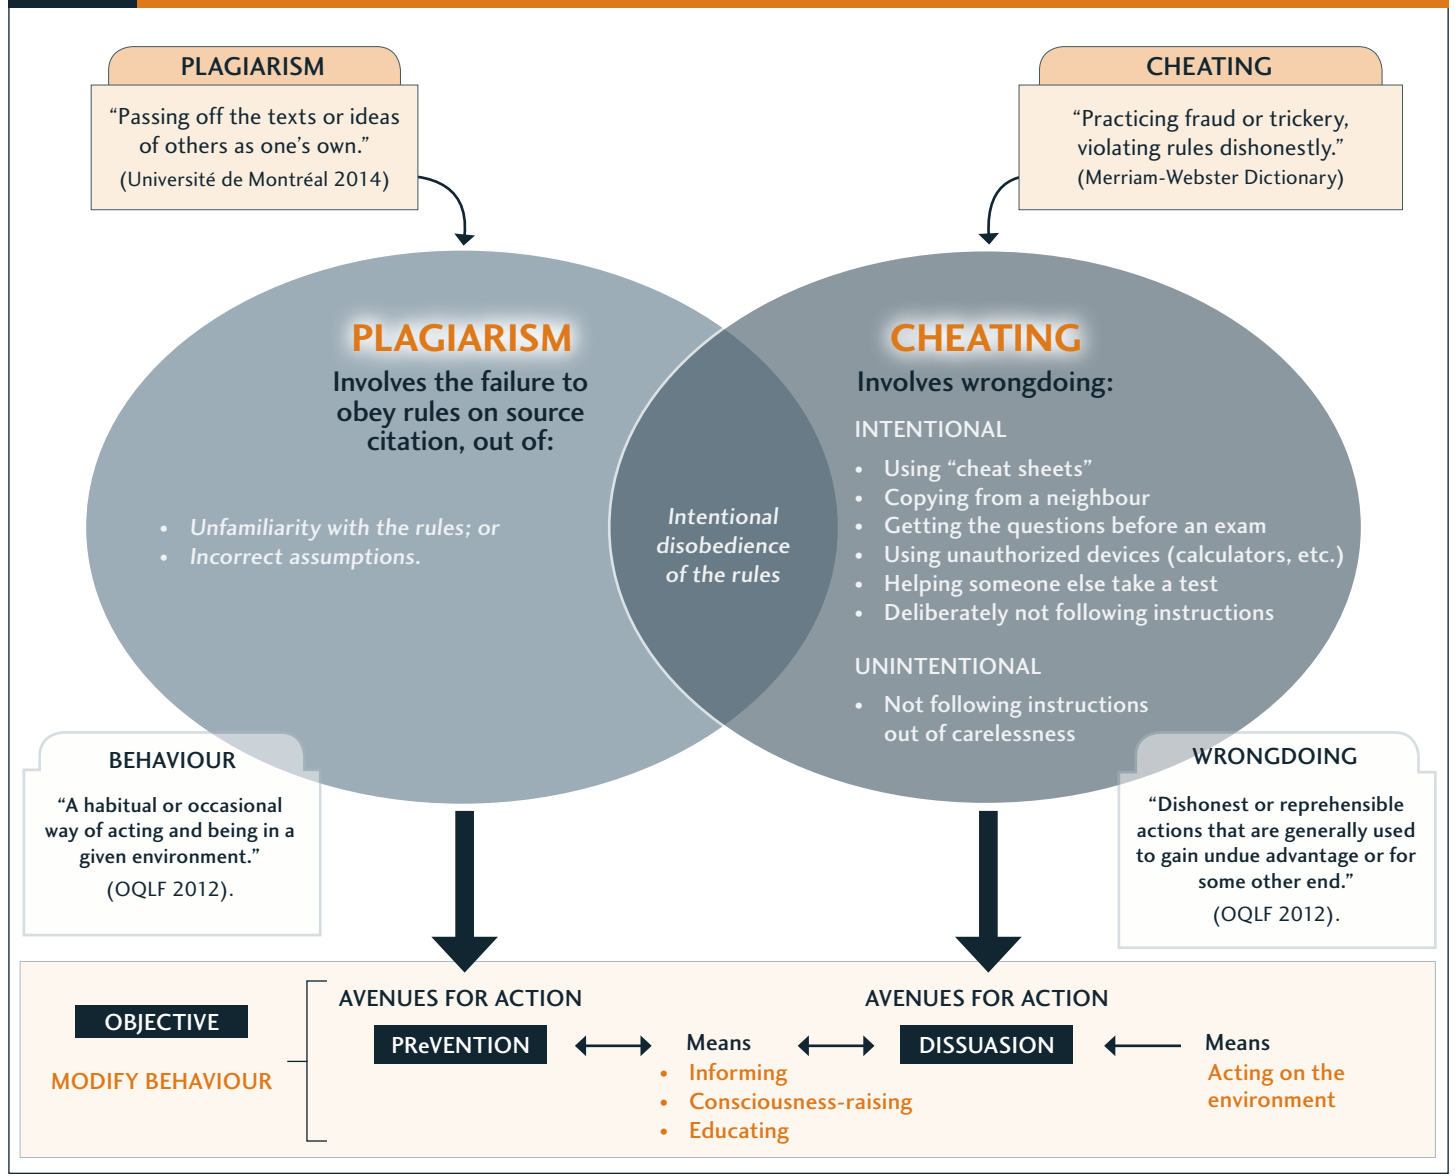 PLAGIARISM
“Passing off the texts or ideas
of others as one’s own.”
(Université de Montréal 2014)
CHEATING
“Practicing fraud or trickery,
violating rules dishonestly.”
(Merriam-Webster Dictionary)
PLAGIARISM
Involves the failure to
obey rules on source
citation, out of:
• Unfamiliarity with the rules; or
• Incorrect assumptions.
Intentional
disobedience
of the rules
CHEATING
Involves wrongdoing:
INTENTIONAL
• Using “cheat sheets”
• Copying from a neighbour
• Getting the questions before an exam
• Using unauthorized devices (calculators, etc.)
• Helping someone else take a test
• Deliberately not following instructions
UNINTENTIONAL
• Not following instructions
out of carelessness
BEHAVIOUR
“A habitual or occasional
way of acting and being in a
given environment.”
(OQLF 2012).
WRONGDOING
“Dishonest or reprehensible
actions that are generally used
to gain undue advantage or for
some other end.”
(OQLF 2012).
OBJECTIVE
MODIFY BEHAVIOUR
AVENUES FOR ACTION
PReVENTION
Means
• Informing
• Consciousness-raising
• Educating
AVENUES FOR ACTION
DISSUASION
Means
Acting on the
environment